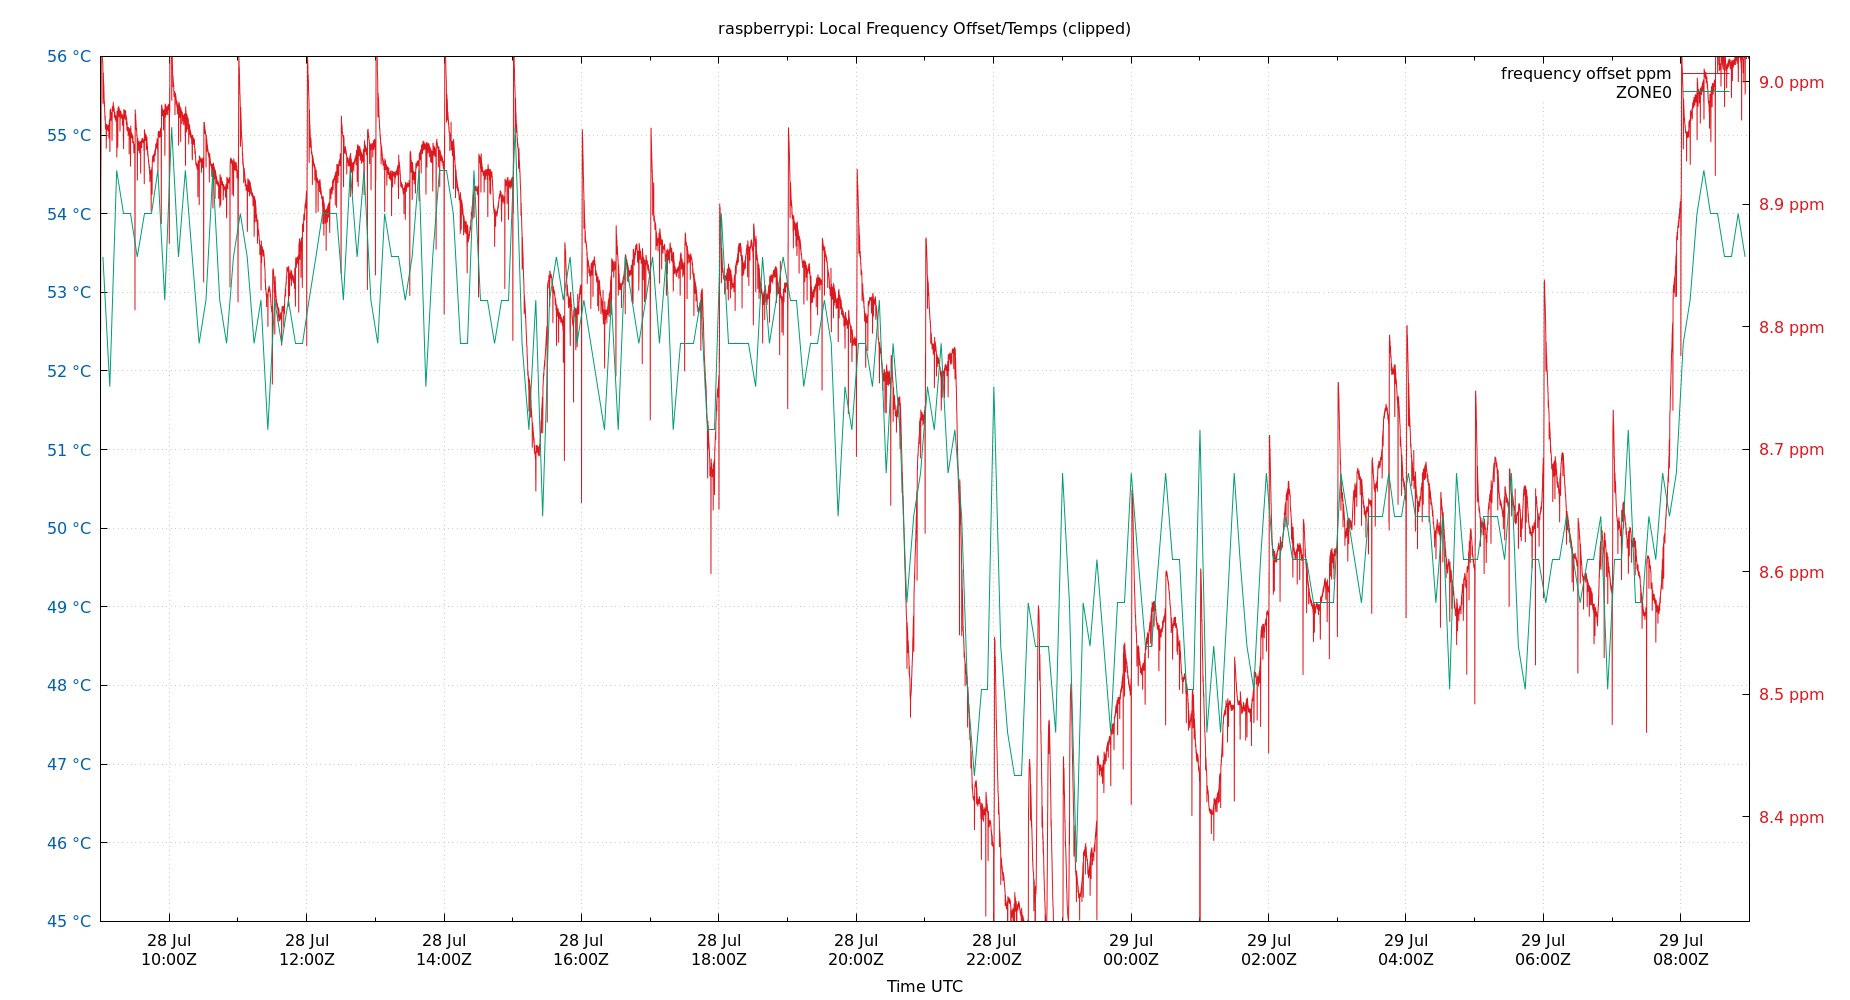 raspberrypi: Local Frequency Offset/Temps (clipped)
56 °C
55 °C
54 °C
53 °C
52 °C
51 °C
50 °C
49 °C
48 °C
47 °C
46 °C
45 °C
frequency offset ppm
ZONE0
9.0 ppm
8.9 ppm
8.8 ppm
8.7 ppm
8.6 ppm
8.5 ppm
8.4 ppm
28 Jul 28 Jul 28 Jul 28 Jul 28 Jul 28 Jul 28 Jul 29 Jul 29 Jul 29 Jul 29 Jul 29 Jul
10:00Z 12:00Z 14:00Z 16:00Z 18:00Z 20:00Z 22:00Z 00:00Z 02:00Z 04:00Z 06:00Z 08:00Z
Time UTC